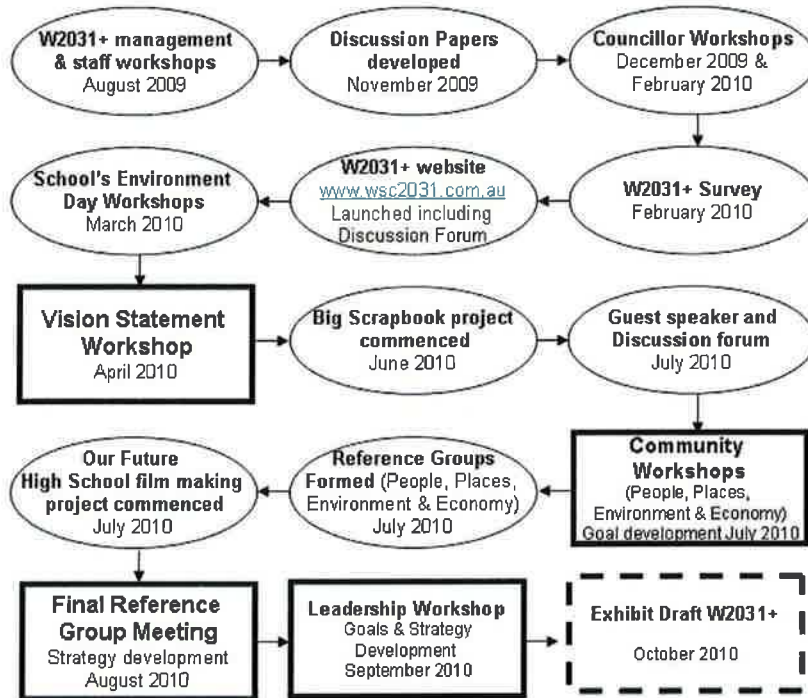 W2031+ management
& staff workshops
August 2009
Discussion Papers
developed
November 2009
Councillor Workshops
December 2009 &
February 2010
W2031+ Survey
February 2010
W2031+ website
www.wsc2031.com.au
Launched including
Discussion Forum
School's Environment
Day Workshops
March 2010
Vision Statement
Workshop
April 2010
Big Scrapbook project
commenced
June 2010
Guest speaker and
Discussion forum
July 2010
Community
Workshops
(People, Places,
Environment & Economy)
Goal development July 2010
Reference Groups
Formed (People, Places,
Environment & Economy)
July 2010
Our Future
High School film making
project commenced
July 2010
Final Reference
Group Meeting
Strategy development
August 2010
Leadership Workshop
Goals & Strategy
Development
September 2010
Exhibit Draft W2031+
October 2010